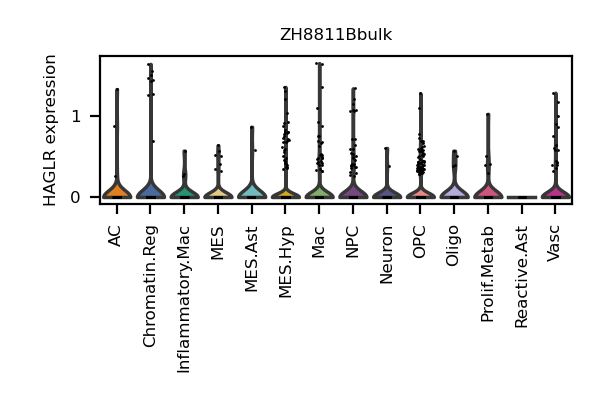 ZH8811Bbulk
HAGLR expression
1
0
AC
Chromatin.Reg
Inflammatory.Mac
MES
MES.Ast
MES.Hyp
Mac
NPC
Neuron
OPC
Oligo
Prolif.Metab
Reactive.Ast
Vasc